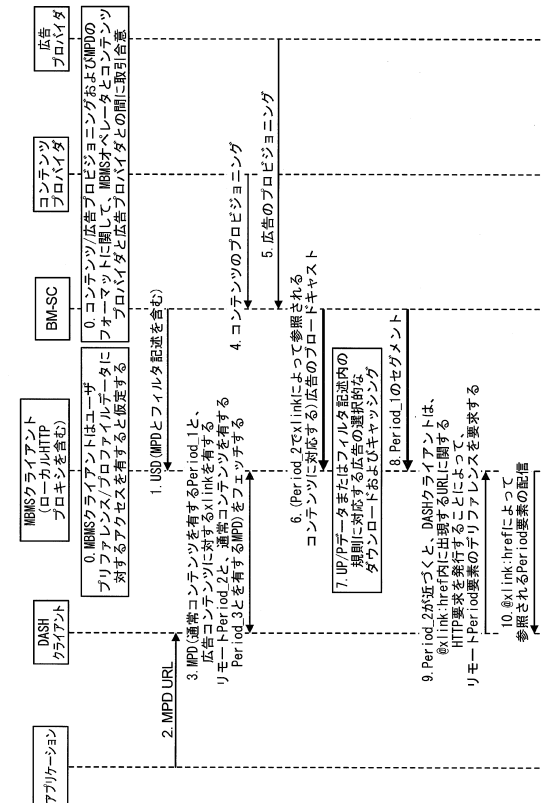 アプリケーション
DASH
クライアント
MBMSクライアント
(ローカルHTTP
プロキシを含む)
BM-SC
コンテンツ
プロバイダ
広告
プロバイダ
0. MBMSクライアントはユーザ
プリファレンス/プロファイルデータに
対するアクセスを有すると仮定する
0. コンテンツ/広告プロビジョニングおよびMPDの
フォーマットに関して、MBMSオペレータとコンテンツ
プロバイダと広告プロバイダとの間に取引合意
1. USD(MPDとフィルタ記述を含む)
2. MPD URL
3. MPD(通常コンテンツを有するPeriod_1と、
広告コンテンツに対するxlinkを有する
リモートPeriod_2と、通常コンテンツを有する
Period_3とを有するMPD)をフェッチする
4. コンテンツのプロビジョニング
5. 広告のプロビジョニング
6. (Period_2でxlinkによって参照される
コンテンツに対応する)広告のブロードキャスト
7. UP/Pデータまたはフィルタ記述内の
規則に対応する広告の選択的な
ダウンロードおよびキャッシング
8. Period_1のセグメント
9. Period_2が近づくと、DASHクライアントは、
@xlink:href内に出現するURLに関する
HTTP要求を発行することによって、
リモートPeriod要素のデリファレンスを要求する
10. @xlink:hrefによって
参照されるPeriod要素の配信